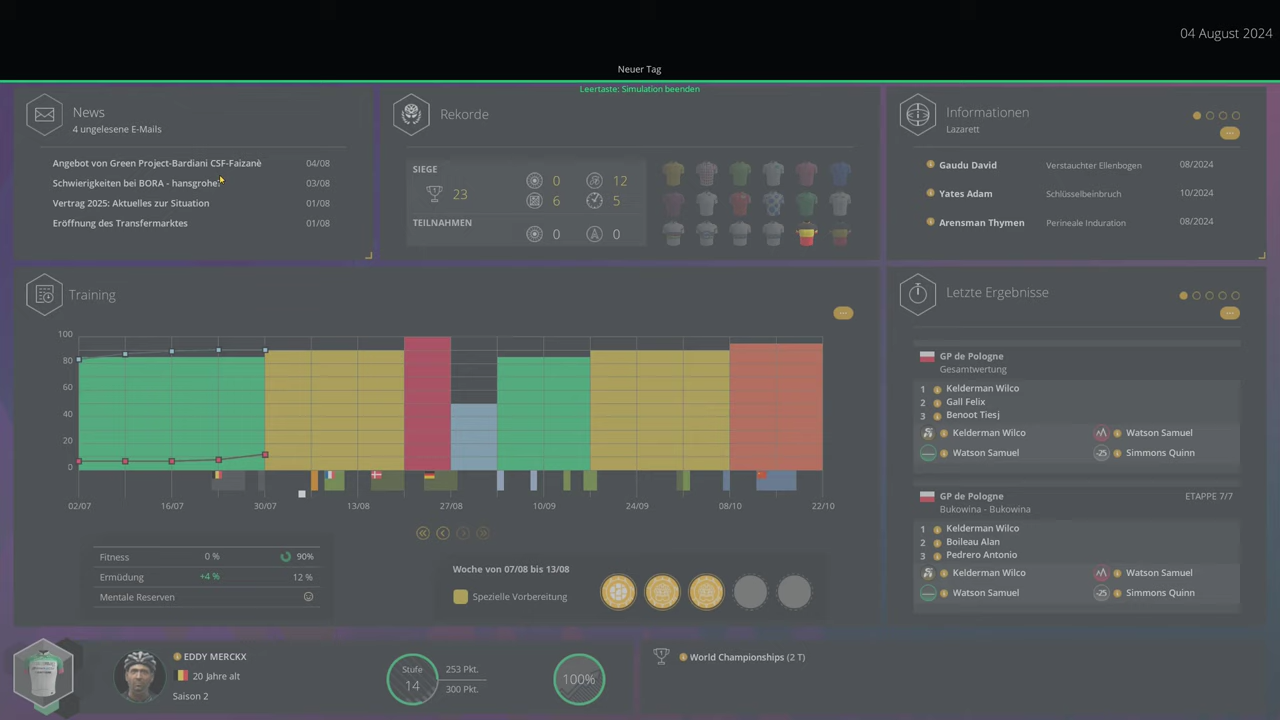 04 August 2024
Neuer Tag
Leertaste: Simulation beenden
News
4 ungelesene E-Mails
Angebot von Green Project-Bardiani CSF-Faizanè 04/08
Schwierigkeiten bei BORA - hansgrohe? 03/08
Vertrag 2025: Aktuelles zur Situation 01/08
Eröffnung des Transfermarktes 01/08
Rekorde
SIEGE
23
0 12
6 5
TEILNAHMEN
0 0
Informationen
Lazarett
Gaudu David Verstauchter Ellenbogen 08/2024
Yates Adam Schlüsselbeinbruch 10/2024
Arensman Thymen Perineale Induration 08/2024
Training
100
80
60
40
20
0
02/07 16/07 30/07 13/08 27/08 10/09 24/09 08/10 22/10
Fitness 0 % 90%
Ermüdung +4 % 12 %
Mentale Reserven
Woche von 07/08 bis 13/08
Spezielle Vorbereitung
Letzte Ergebnisse
GP de Pologne
Gesamtwertung
1 Kelderman Wilco
2 Gall Felix
3 Benoot Tiesj
Kelderman Wilco Watson Samuel
Watson Samuel -25 Simmons Quinn
GP de Pologne ETAPPE 7/7
Bukowina - Bukowina
1 Kelderman Wilco
2 Boileau Alan
3 Pedrero Antonio
Kelderman Wilco Watson Samuel
Watson Samuel -25 Simmons Quinn
EDDY MERCKX
20 Jahre alt
Saison 2
Stufe
14
253 Pkt.
300 Pkt.
100%
World Championships (2 T)